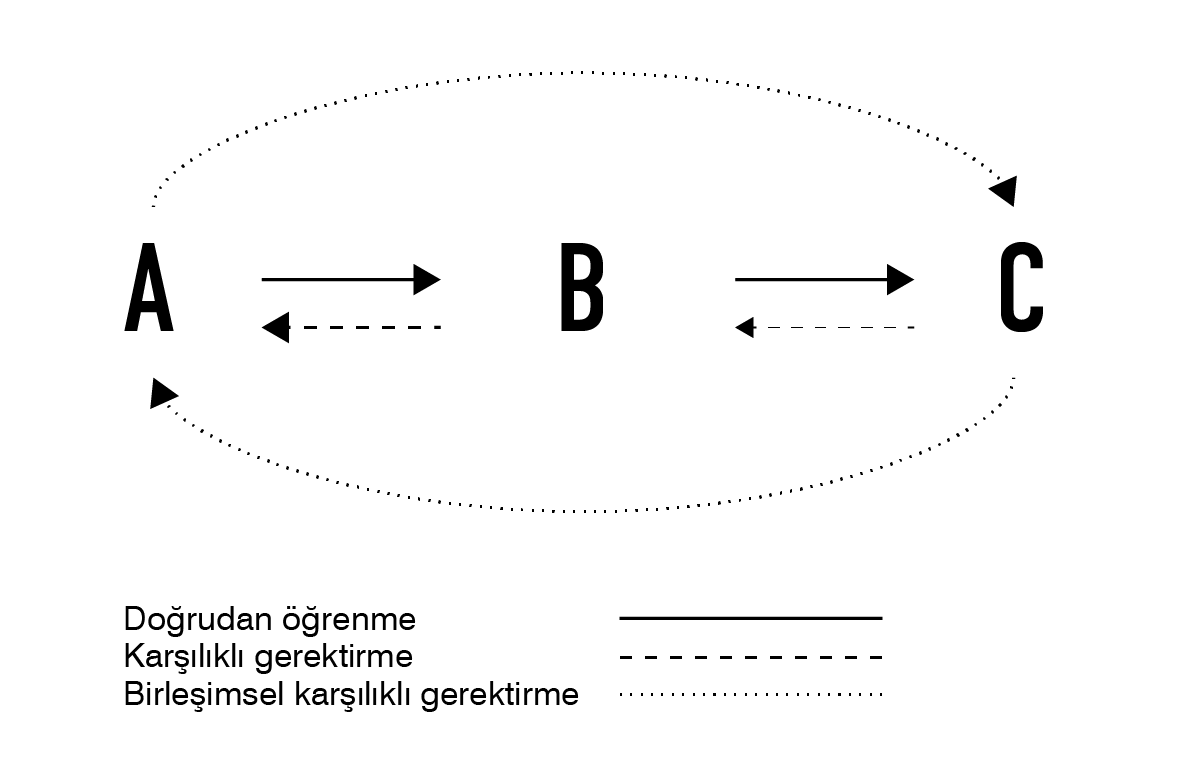 A B C
Doğrudan öğrenme
Karşılıklı gerektirme
Birleşimsel karşılıklı gerektirme